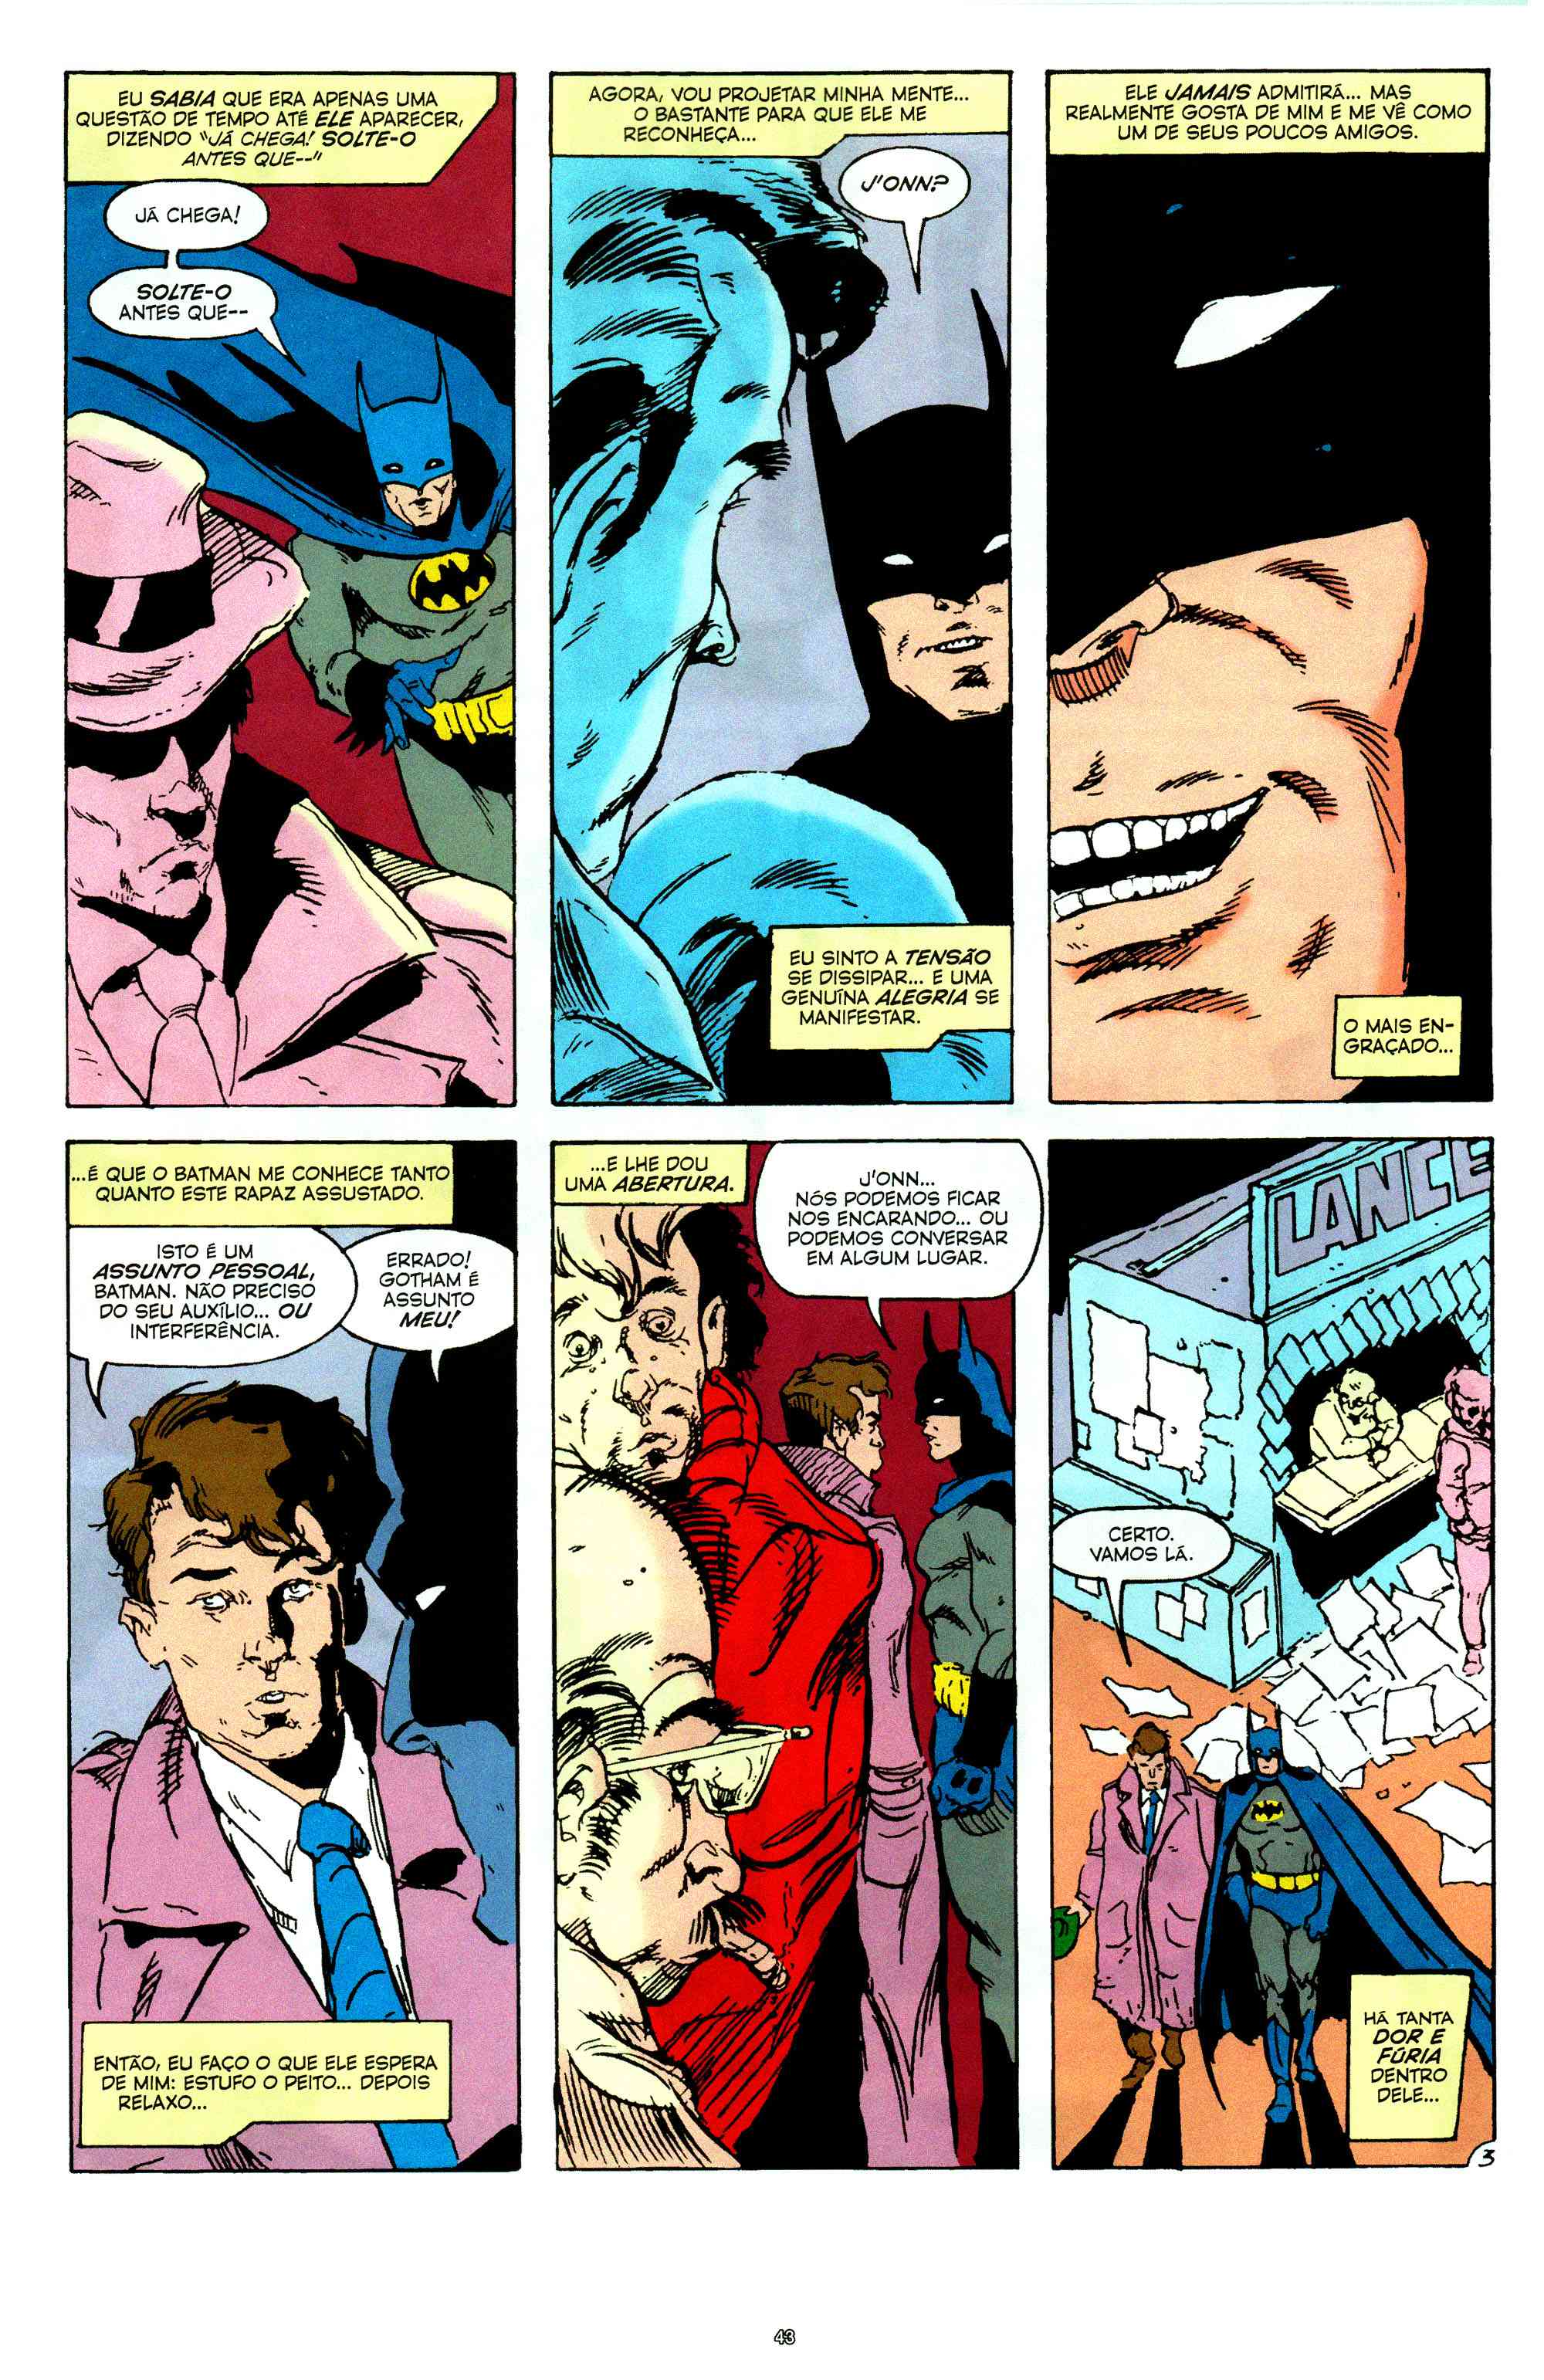 EU SABIA QUE ERA APENAS UMA
QUESTÃO DE TEMPO ATÉ ELE APARECER,
DIZENDO "JÁ CHEGA! SOLTE-O
ANTES QUE--"
JÁ CHEGA!
SOLTE-O
ANTES QUE--
AGORA, VOU PROJETAR MINHA MENTE...
O BASTANTE PARA QUE ELE ME
RECONHEÇA...
J'ONN?
EU SINTO A TENSÃO
SE DISSIPAR... E UMA
GENUÍNA ALEGRIA SE
MANIFESTAR.
ELE JAMAIS ADMITIRÁ... MAS
REALMENTE GOSTA DE MIM E ME VÊ COMO
UM DE SEUS POUCOS AMIGOS.
O MAIS EN-
GRAÇADO...
...É QUE O BATMAN ME CONHECE TANTO
QUANTO ESTE RAPAZ ASSUSTADO.
ISTO É UM
ASSUNTO PESSOAL,
BATMAN. NÃO PRECISO
DO SEU AUXÍLIO... OU
INTERFERÊNCIA.
ERRADO!
GOTHAM É
ASSUNTO
MEU!
ENTÃO, EU FAÇO O QUE ELE ESPERA
DE MIM: ESTUFO O PEITO... DEPOIS
RELAXO...
...E LHE DOU
UMA ABERTURA.
J'ONN...
NÓS PODEMOS FICAR
NOS ENCARANDO... OU
PODEMOS CONVERSAR
EM ALGUM LUGAR.
LANCE
CERTO.
VAMOS LÁ.
HÁ TANTA
DOR E
FÚRIA
DENTRO
DELE...
3
43